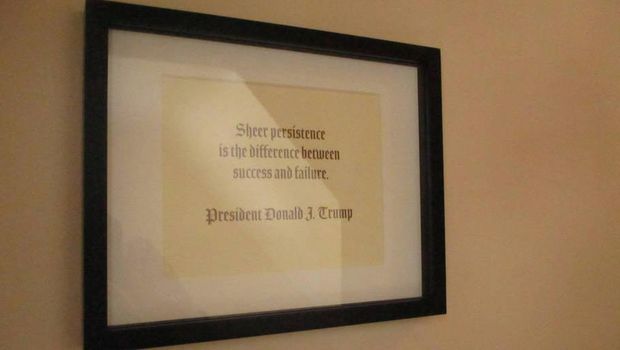 Sheer persistence
is the difference between
success and failure.
President Donald J. Trump